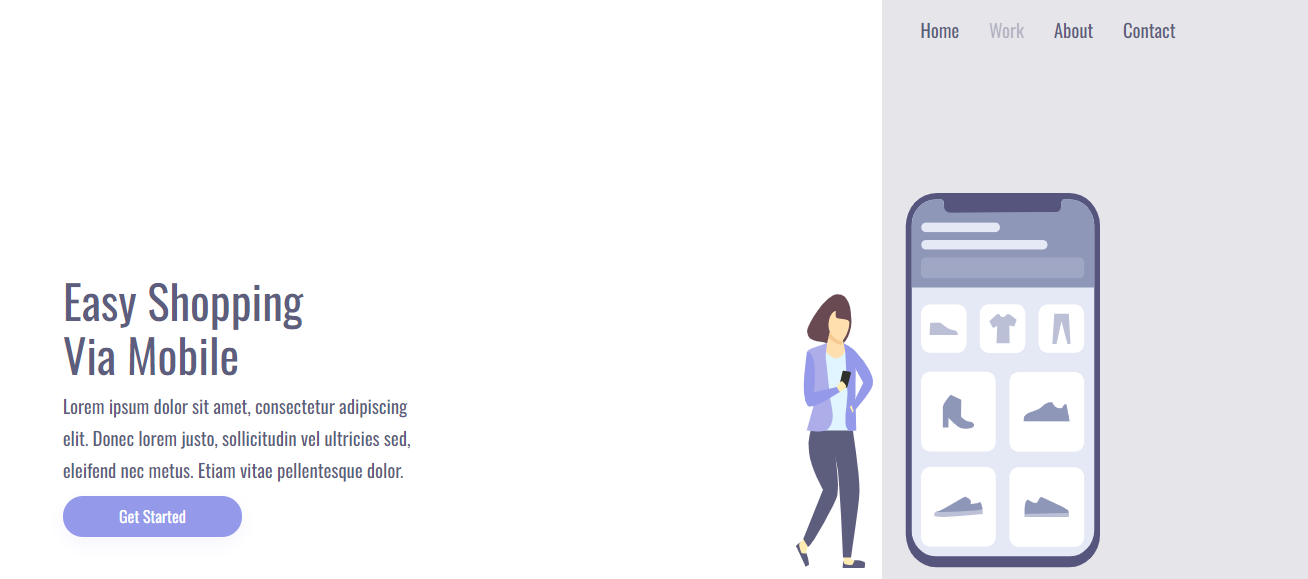 Home Work About Contact
Easy Shopping
Via Mobile
Lorem ipsum dolor sit amet, consectetur adipiscing
elit. Donec lorem justo, sollicitudin vel ultricies sed,
eleifend nec metus. Etiam vitae pellentesque dolor.
Get Started